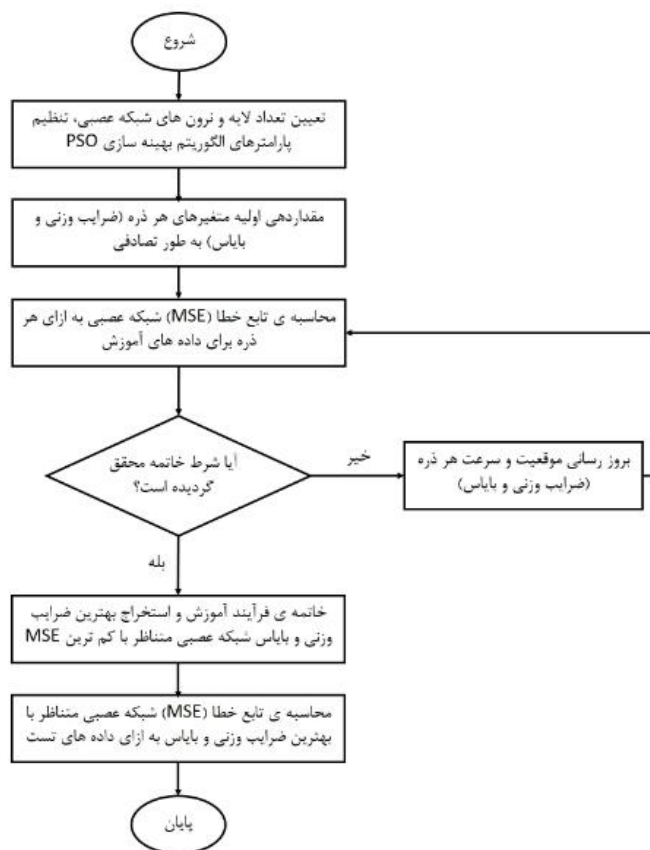 شروع
تعیین تعداد لایه و نرون های شبکه عصبی، تنظیم
پارامترهای الگوریتم بهینه سازی PSO
مقداردهی اولیه متغیرهای هر ذره (ضرایب وزنی و
بایاس) به طور تصادفی
محاسبه ی تابع خطا (MSE) شبکه عصبی به ازای هر
ذره برای داده های آموزش
آیا شرط خاتمه محقق
گردیده است؟
خیر
بروز رسانی موقعیت و سرعت هر ذره
(ضرایب وزنی و بایاس)
بله
خاتمه ی فرآیند آموزش و استخراج بهترین ضرایب
وزنی و بایاس شبکه عصبی متناظر با کم ترین MSE
محاسبه ی تابع خطا (MSE) شبکه عصبی متناظر با
بهترین ضرایب وزنی و بایاس به ازای داده های تست
پایان